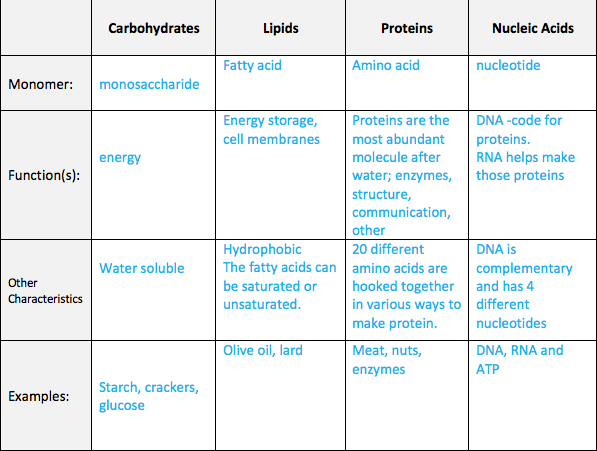 Carbohydrates Lipids Proteins Nucleic Acids
Monomer:
monosaccharide
Fatty acid
Amino acid
nucleotide
Function(s):
energy
Energy storage,
cell membranes
Proteins are the
most abundant
molecule after
water; enzymes,
structure,
communication,
other
DNA -code for
proteins.
RNA helps make
those proteins
Other
Characteristics
Water soluble
Hydrophobic
The fatty acids can
be saturated or
unsaturated.
20 different
amino acids are
hooked together
in various ways to
make protein.
DNA is
complementary
and has 4
different
nucleotides
Examples:
Starch, crackers,
glucose
Olive oil, lard
Meat, nuts,
enzymes
DNA, RNA and
ATP